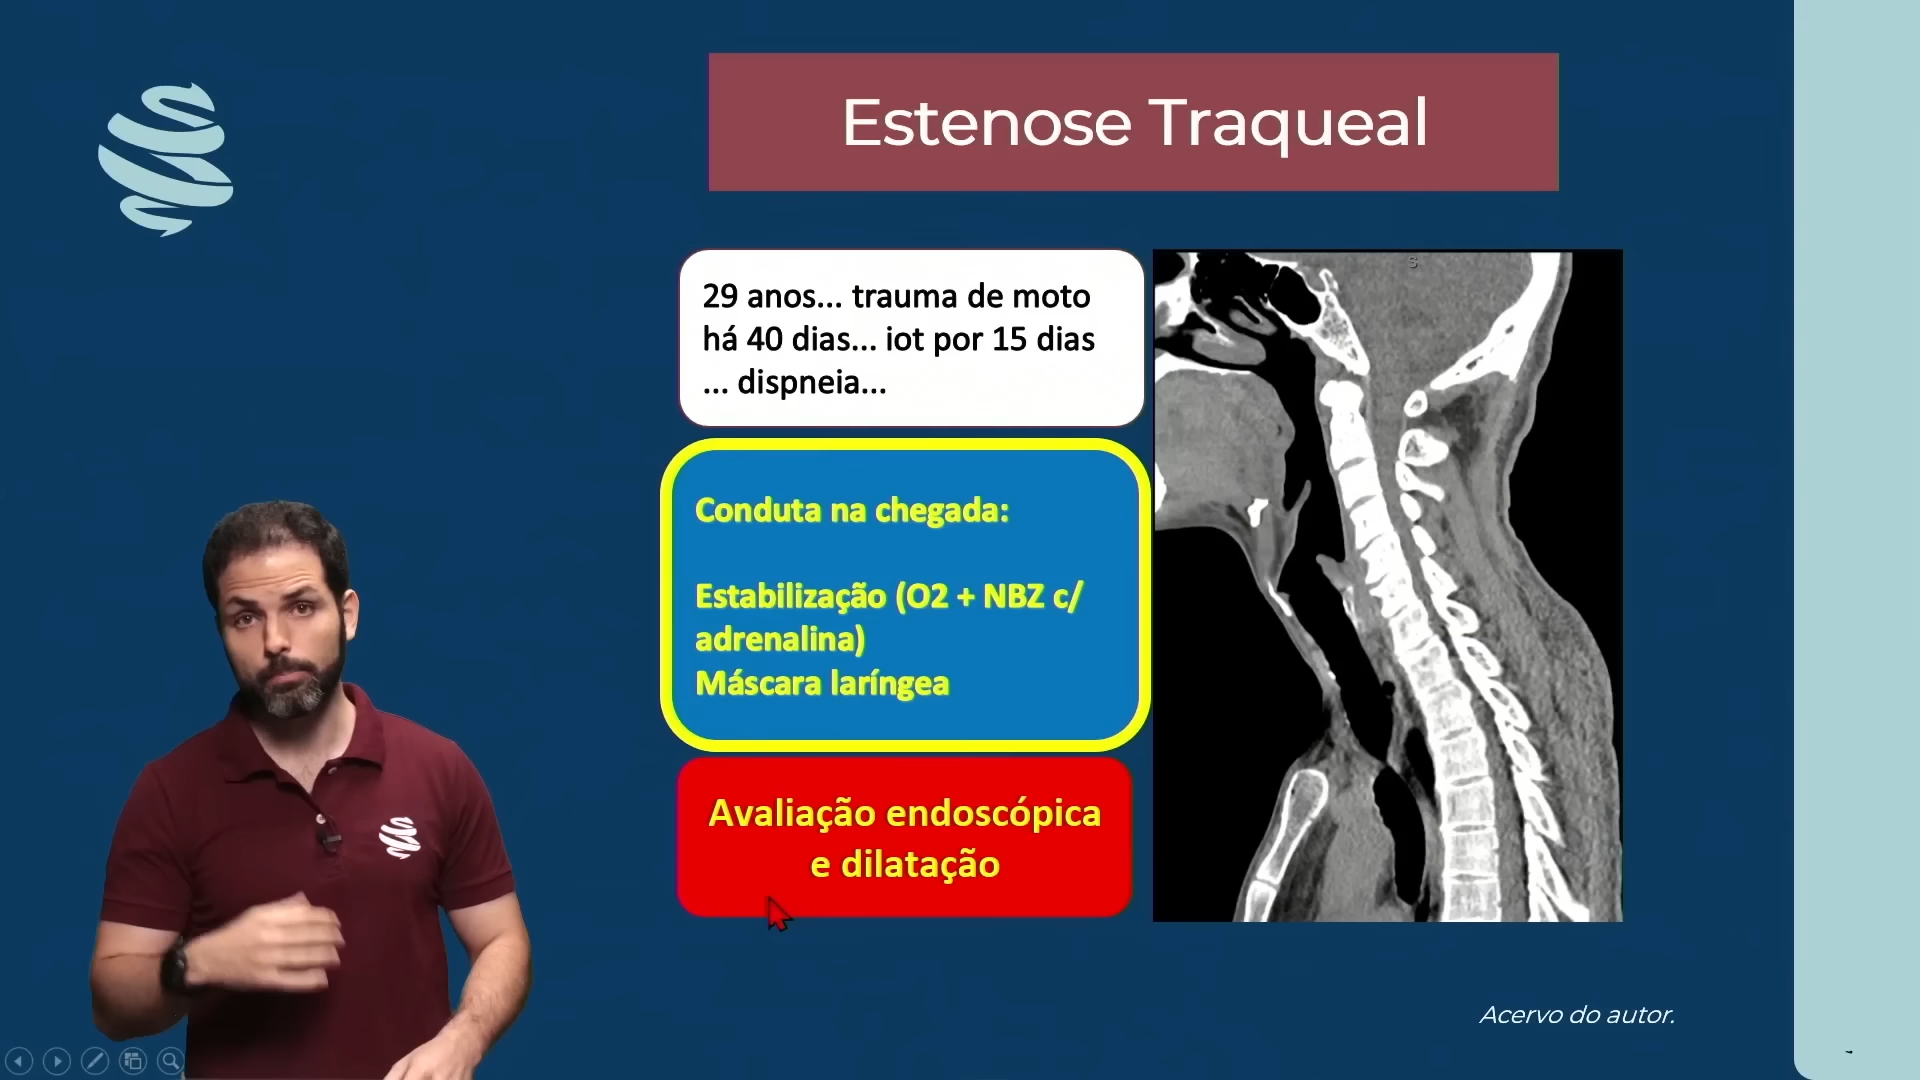 Estenose Traqueal
29 anos... trauma de moto
há 40 dias... iot por 15 dias
... dispneia...
Conduta na chegada:
Estabilização (O2 + NBZ c/
adrenalina)
Máscara laríngea
Avaliação endoscópica
e dilatação
S
Acervo do autor.